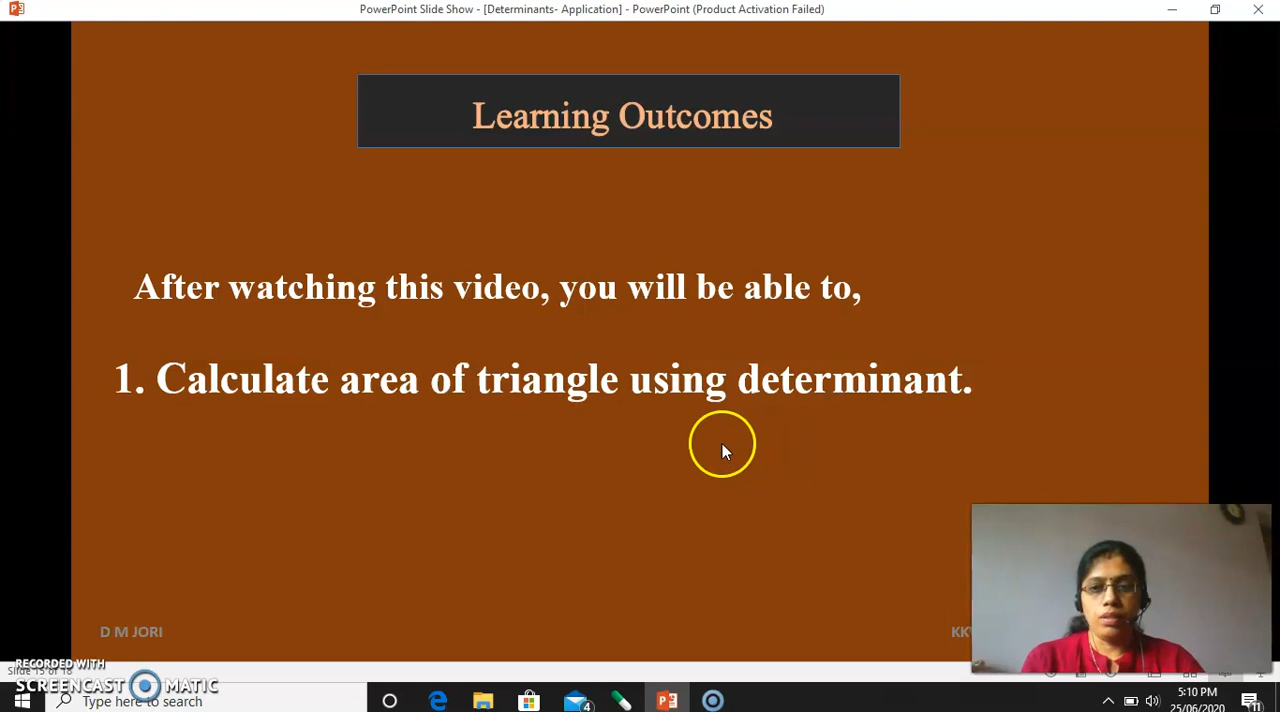 PowerPoint Slide Show - [Determinants- Application] - PowerPoint (Product Activation Failed)
Learning Outcomes
After watching this video, you will be able to,
1. Calculate area of triangle using determinant.
D M JORI
RECORDED WITH
SCREENCAST MATIC
Type here to search
4
5:10 PM
25/06/2020
11